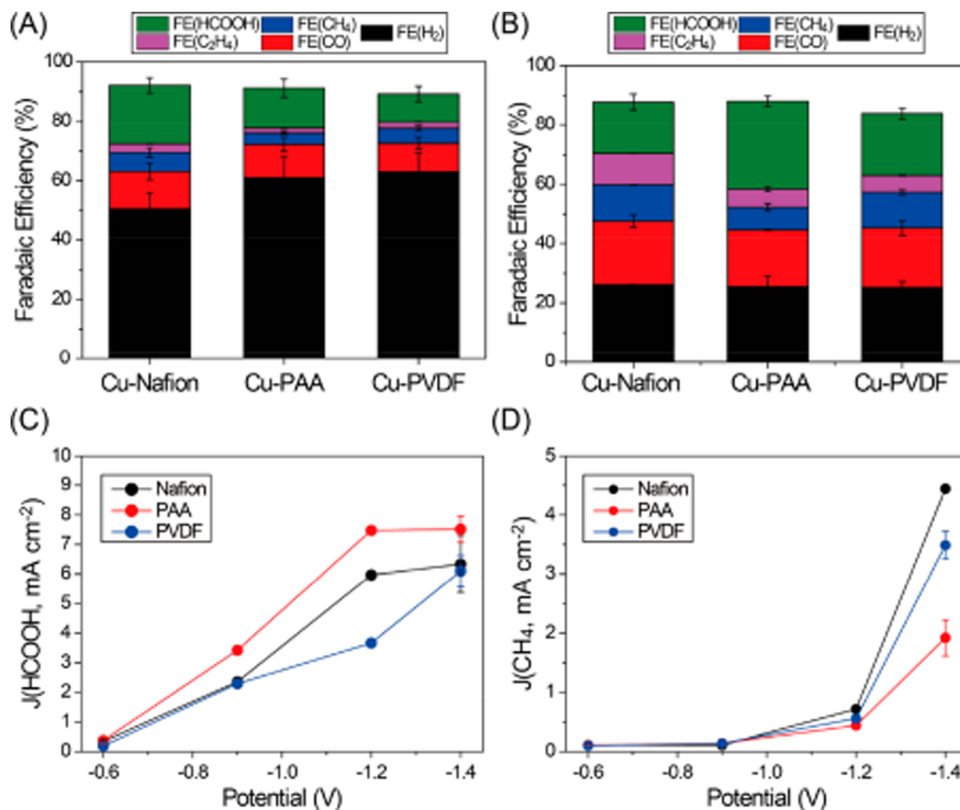 (A)
FE(HCOOH) FE(CH₄) FE(H₂)
FE(C₂H₄) FE(CO)
Faradaic Efficiency (%)
100
80
60
40
20
0
Cu-Nafion Cu-PAA Cu-PVDF
(B)
FE(HCOOH) FE(CH₄) FE(H₂)
FE(C₂H₄) FE(CO)
Faradaic Efficiency (%)
100
80
60
40
20
0
Cu-Nafion Cu-PAA Cu-PVDF
(C)
Nafion
PAA
PVDF
J(HCOOH, mA cm⁻²)
10
9
8
7
6
5
4
3
2
1
0
-0.6 -0.8 -1.0 -1.2 -1.4
Potential (V)
(D)
Nafion
PAA
PVDF
J(CH₄, mA cm⁻²)
5
4
3
2
1
0
-0.6 -0.8 -1.0 -1.2 -1.4
Potential (V)